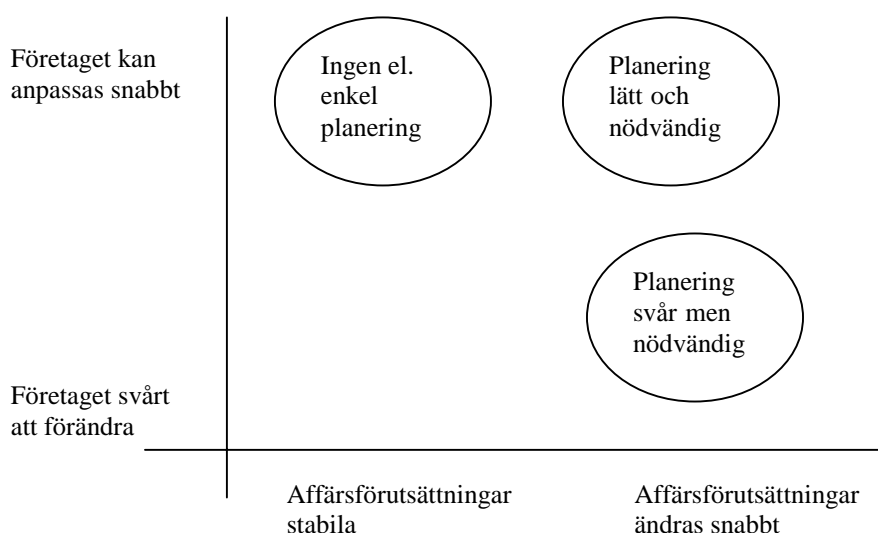 Företaget kan
anpassas snabbt
Ingen el.
enkel
planering
Planering
lätt och
nödvändig
Planering
svår men
nödvändig
Företaget svårt
att förändra
Affärsförutsättningar
stabila
Affärsförutsättningar
ändras snabbt